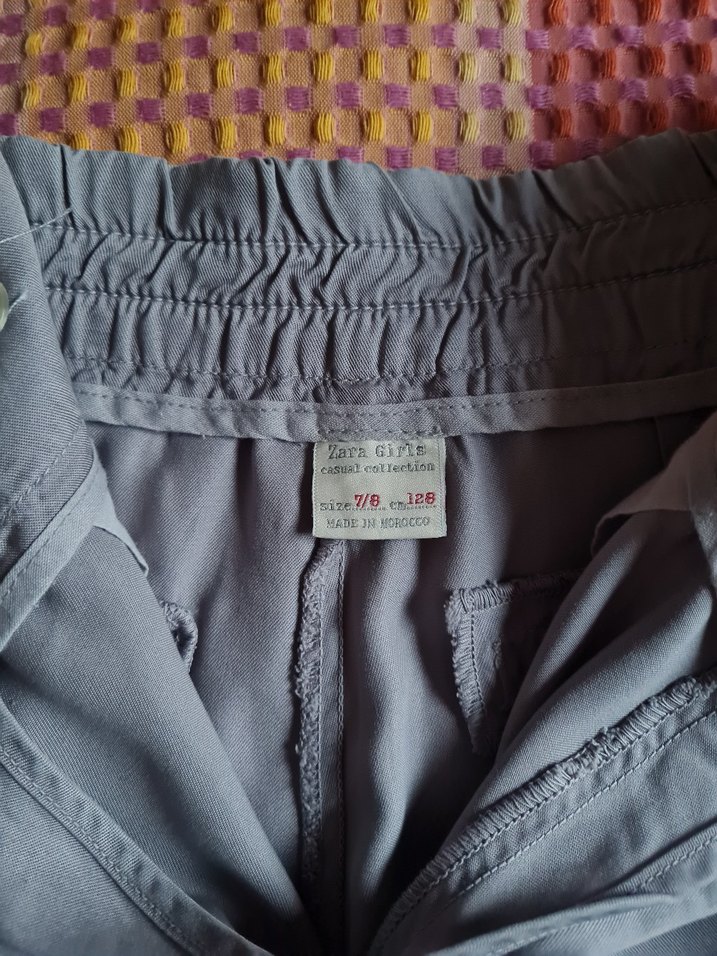 Zara Girls
casual collection
size 7/8 cm 128
MADE IN MOROCCO